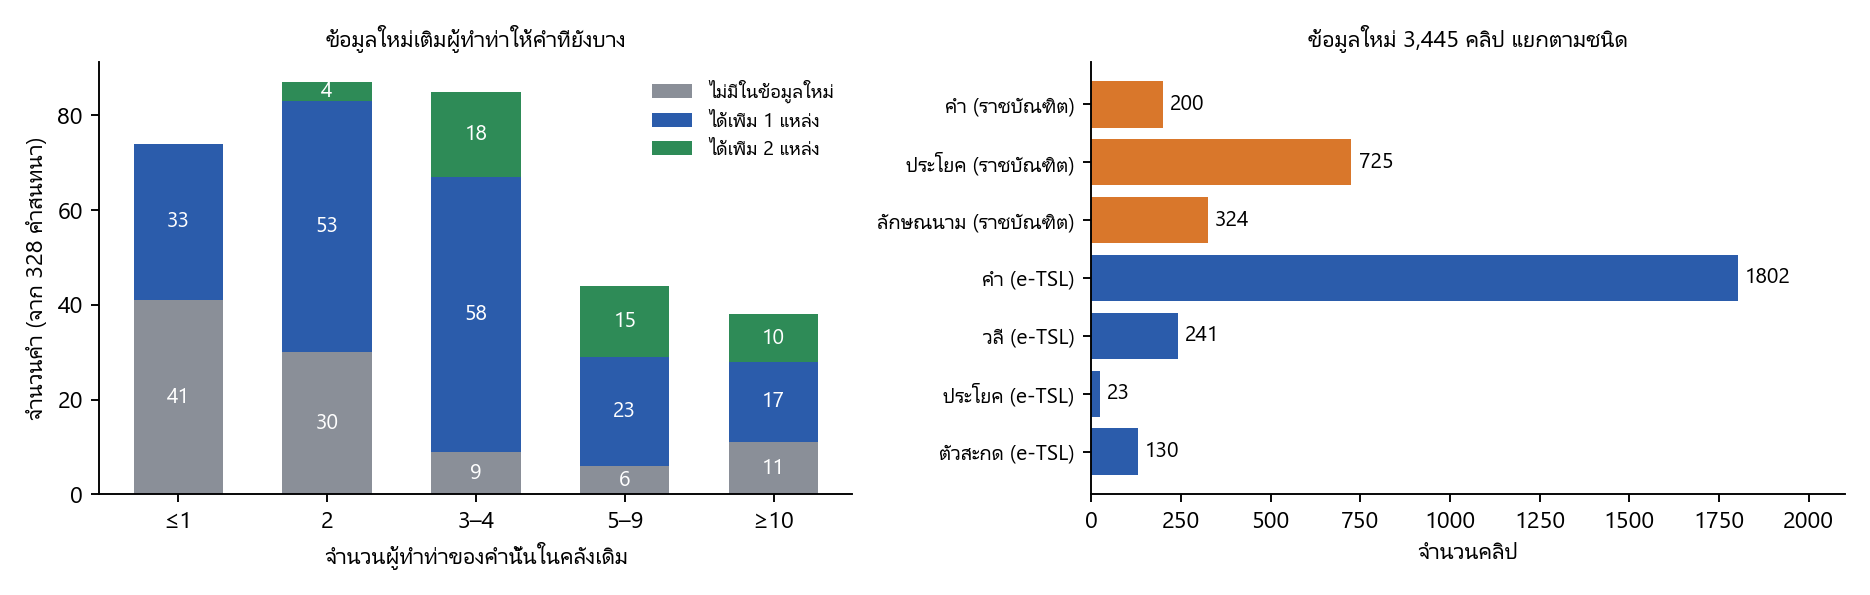 ข้อมูลใหม่เติมผู้ทำท่าให้คำที่ยังบาง
จำนวนคำ (จาก 328 คำสนทนา)
80
60
40
20
0
ไม่มีในข้อมูลใหม่
ได้เพิ่ม 1 แหล่ง
ได้เพิ่ม 2 แหล่ง
33
41
4
53
30
18
58
9
15
23
6
10
17
11
≤1
2
3–4
5–9
≥10
จำนวนผู้ทำท่าของคำนั้นในคลังเดิม
ข้อมูลใหม่ 3,445 คลิป แยกตามชนิด
คำ (ราชบัณฑิต) 200
ประโยค (ราชบัณฑิต) 725
ลักษณนาม (ราชบัณฑิต) 324
คำ (e-TSL) 1802
วลี (e-TSL) 241
ประโยค (e-TSL) 23
ตัวสะกด (e-TSL) 130
0 250 500 750 1000 1250 1500 1750 2000
จำนวนคลิป